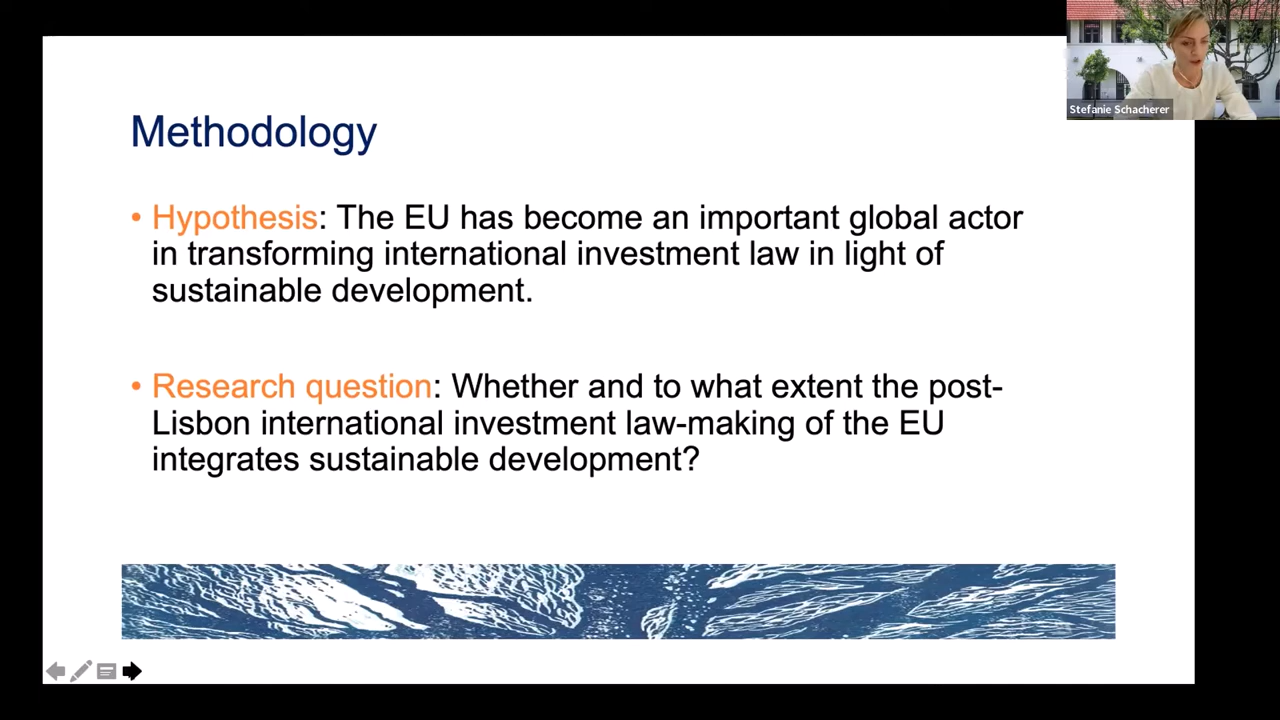 Stefanie Schacherer
Methodology
• Hypothesis: The EU has become an important global actor
in transforming international investment law in light of
sustainable development.
• Research question: Whether and to what extent the post-
Lisbon international investment law-making of the EU
integrates sustainable development?